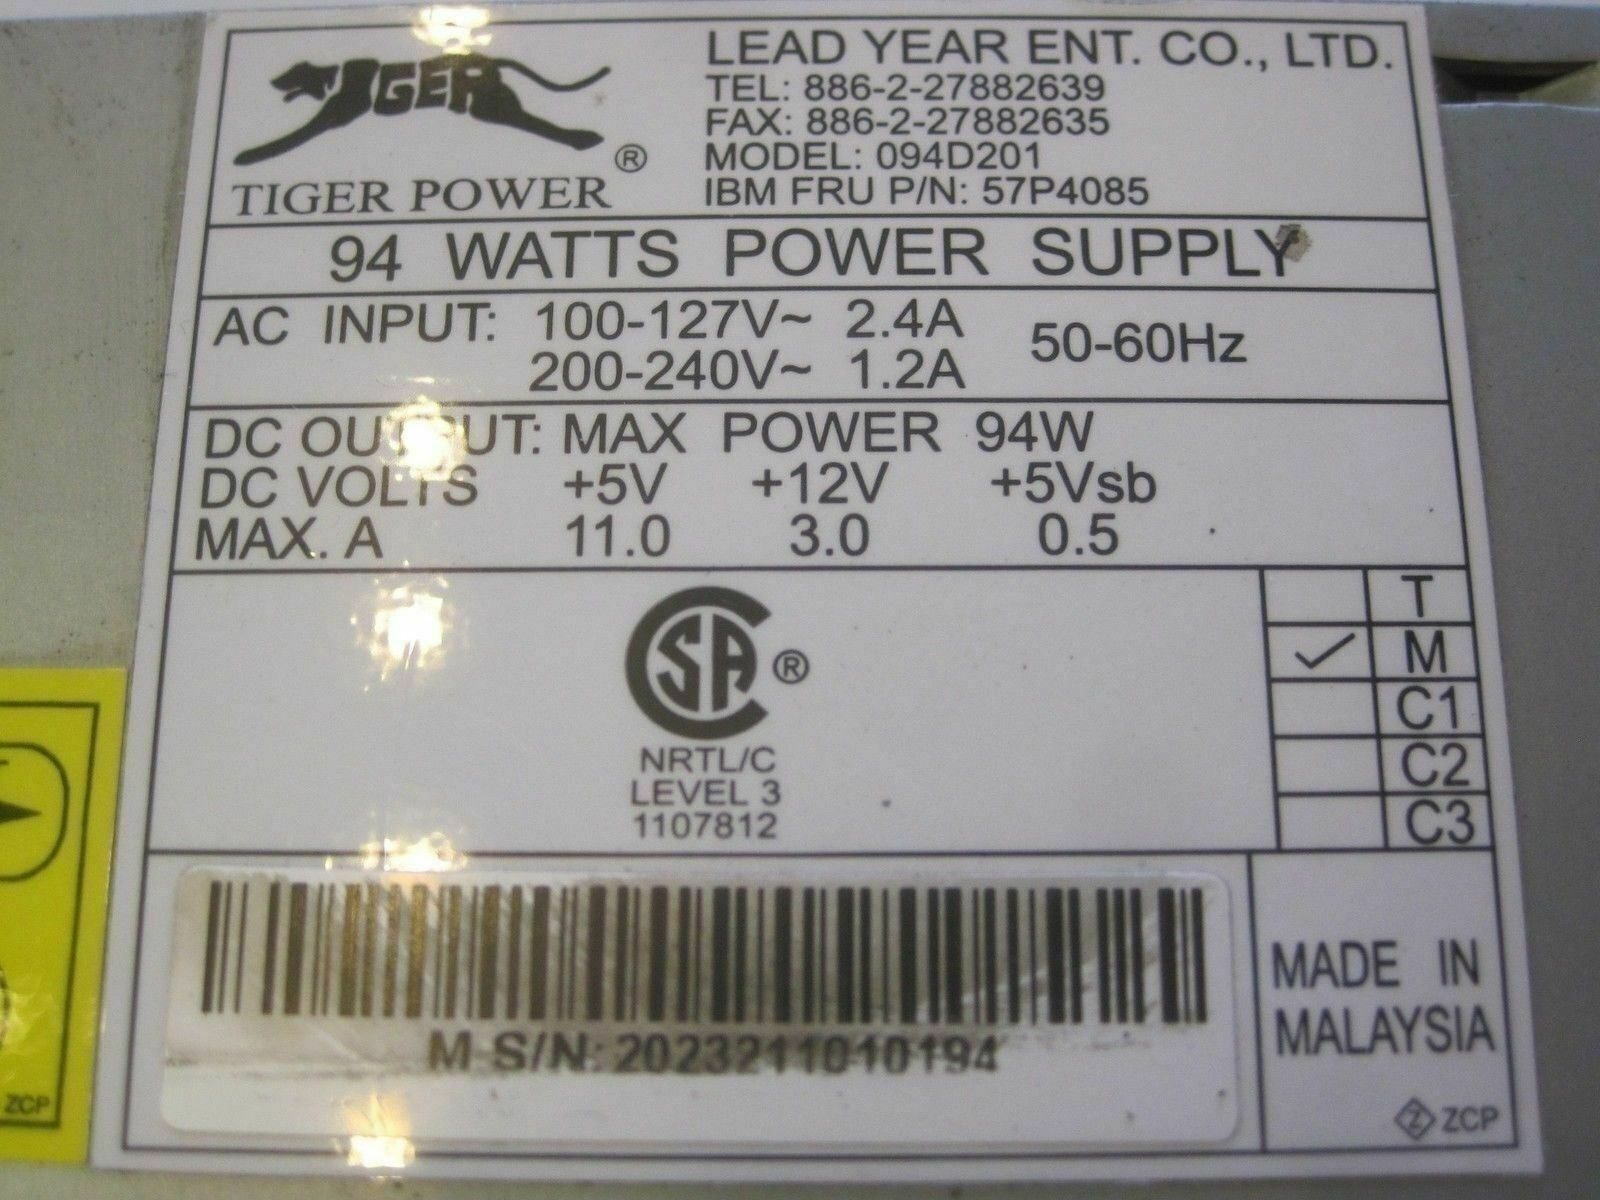 TIGER
®
TIGER POWER
LEAD YEAR ENT. CO., LTD.
TEL: 886-2-27882639
FAX: 886-2-27882635
MODEL: 094D201
IBM FRU P/N: 57P4085
94 WATTS POWER SUPPLY
AC INPUT: 100-127V~ 2.4A 50-60Hz
200-240V~ 1.2A
DC OUTPUT: MAX POWER 94W
DC VOLTS +5V +12V +5Vsb
MAX. A 11.0 3.0 0.5
CSA ®
NRTL/C
LEVEL 3
1107812
T
✓ M
C1
C2
C3
M S/N: 2023211010194
MADE IN
MALAYSIA
Z ZCP
ZCP